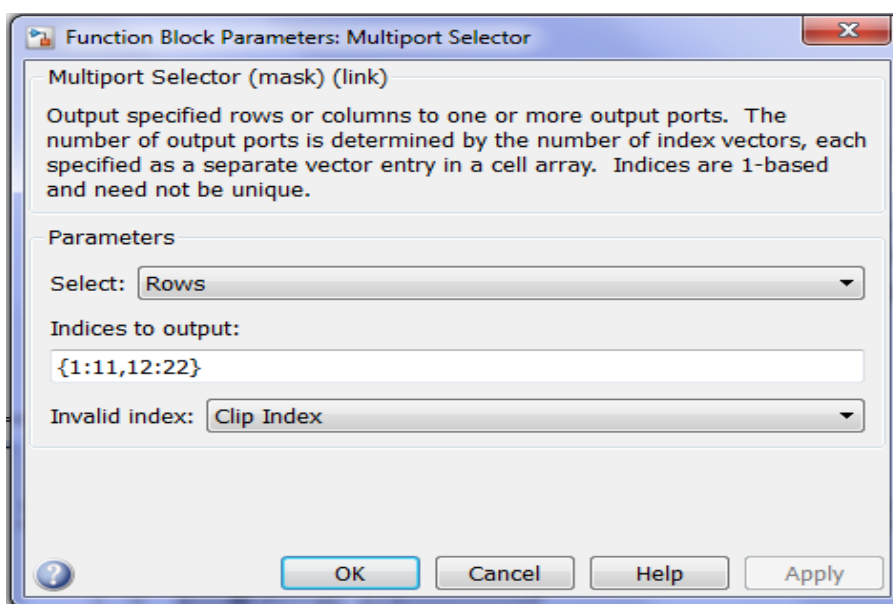 Function Block Parameters: Multiport Selector
Multiport Selector (mask) (link)
Output specified rows or columns to one or more output ports. The
number of output ports is determined by the number of index vectors, each
specified as a separate vector entry in a cell array. Indices are 1-based
and need not be unique.
Parameters
Select: Rows
Indices to output:
{1:11,12:22}
Invalid index: Clip Index
OK Cancel Help Apply